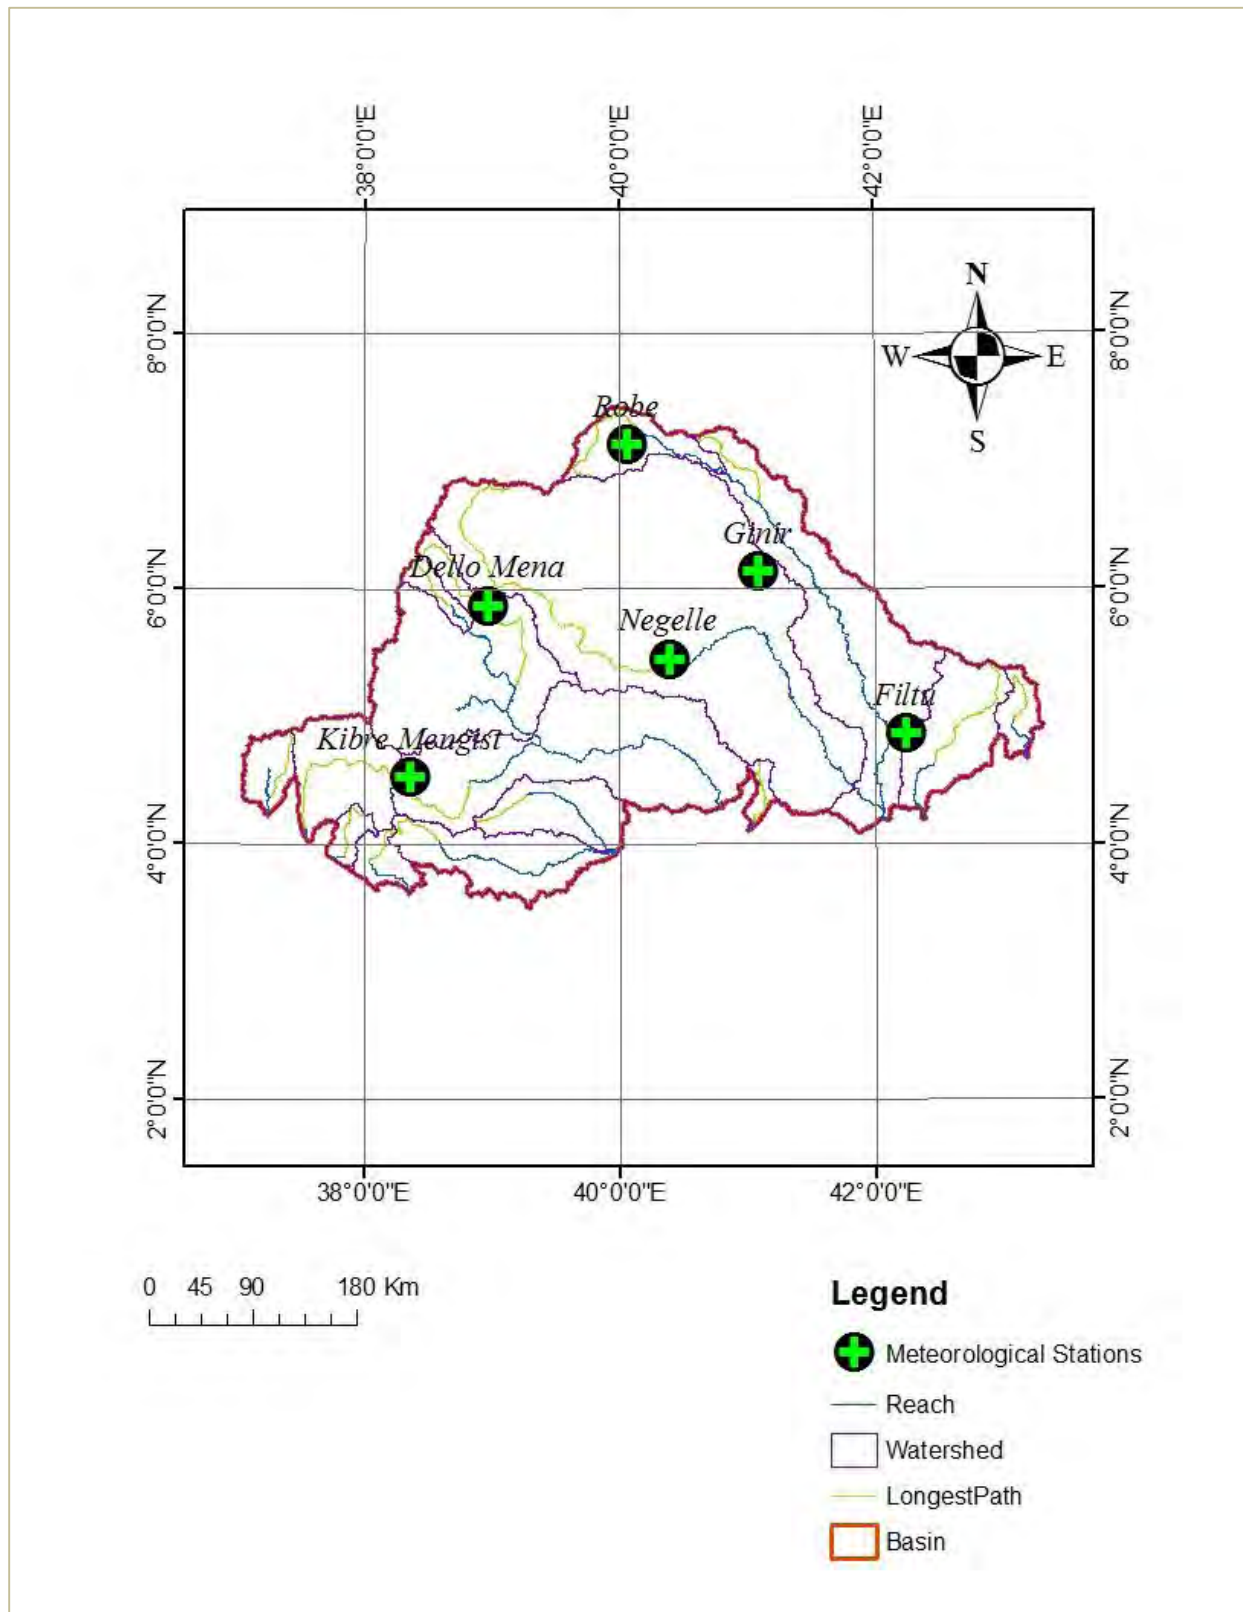 38°0'0"E
40°0'0"E
42°0'0"E
N
8°0'0"N
8°0'0"N
W
E
S
Robe
Ginir
Dello Mena
6°0'0"N
6°0'0"N
Negelle
Filtu
Kibre Mengist
4°0'0"N
4°0'0"N
2°0'0"N
2°0'0"N
38°0'0"E
40°0'0"E
42°0'0"E
0 45 90 180 Km
Legend
Meteorological Stations
Reach
Watershed
LongestPath
Basin